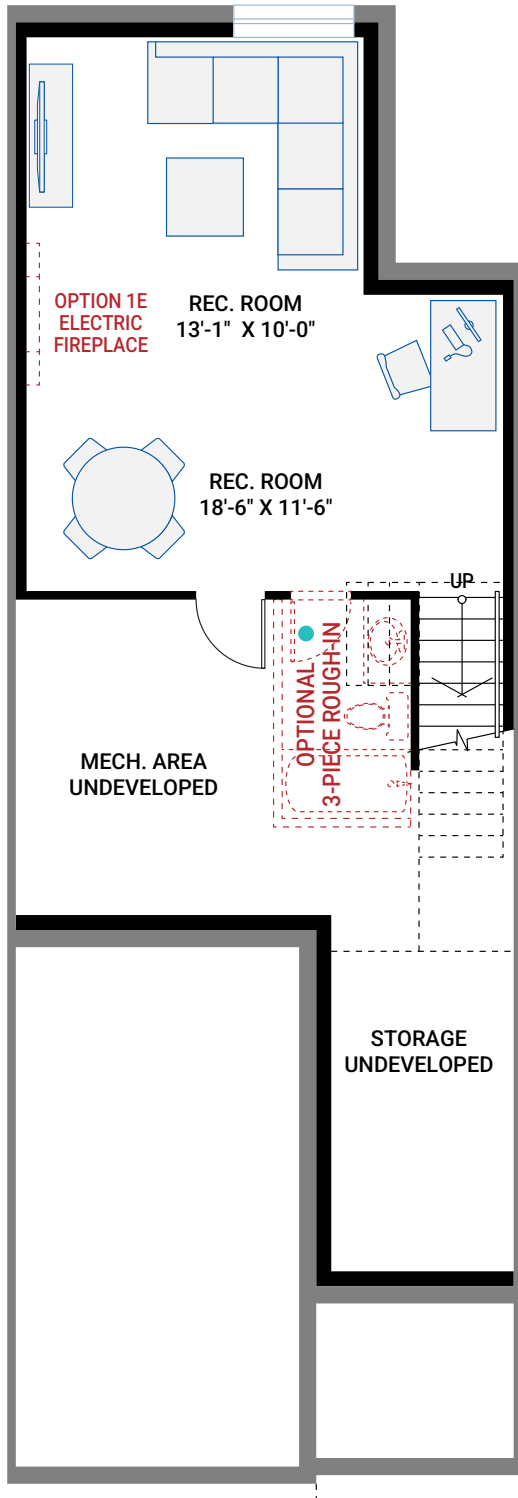 OPTION 1E
ELECTRIC
FIREPLACE
REC. ROOM
13'-1" X 10'-0"
REC. ROOM
18'-6" X 11'-6"
UP
OPTIONAL
3-PIECE ROUGH-IN
MECH. AREA
UNDEVELOPED
STORAGE
UNDEVELOPED